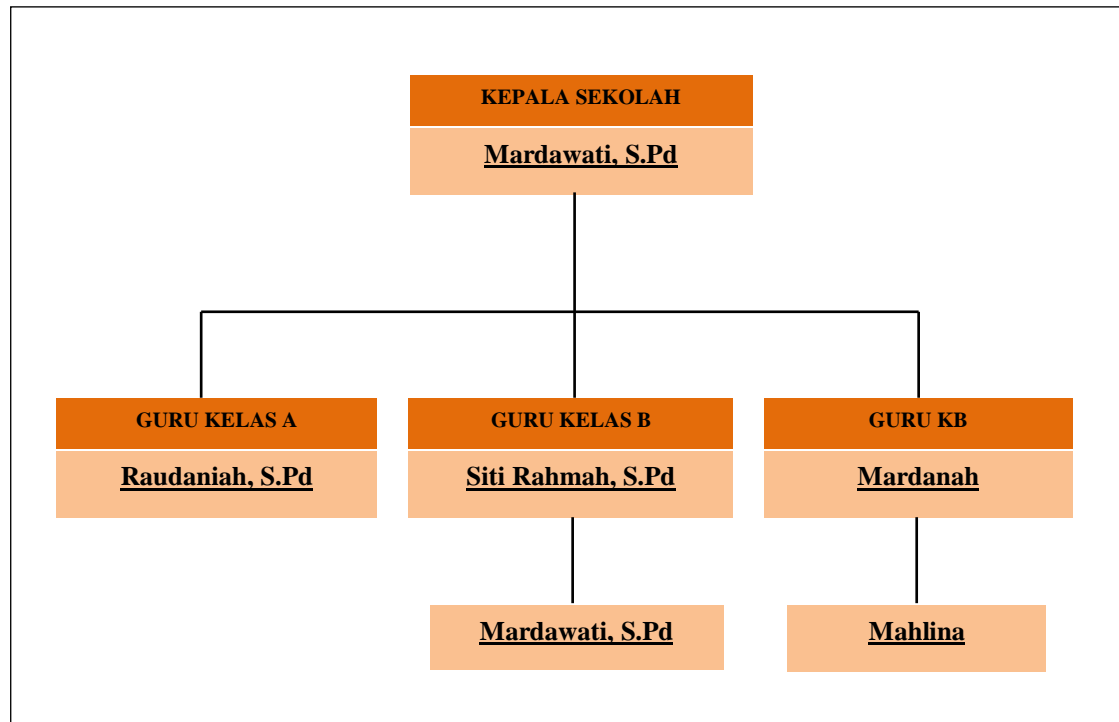 KEPALA SEKOLAH
Mardawati, S.Pd
GURU KELAS A
Raudaniah, S.Pd
GURU KELAS B
Siti Rahmah, S.Pd
Mardawati, S.Pd
GURU KB
Mardanah
Mahlina